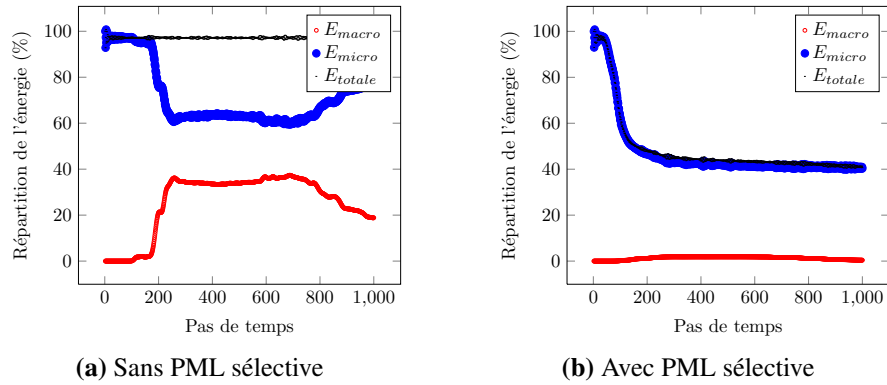 100
80
60
40
20
0
0 200 400 600 800 1,000
Répartition de l'énergie (%)
Pas de temps
E_macro
E_micro
E_totale
(a) Sans PML sélective
100
80
60
40
20
0
0 200 400 600 800 1,000
Répartition de l'énergie (%)
Pas de temps
E_macro
E_micro
E_totale
(b) Avec PML sélective